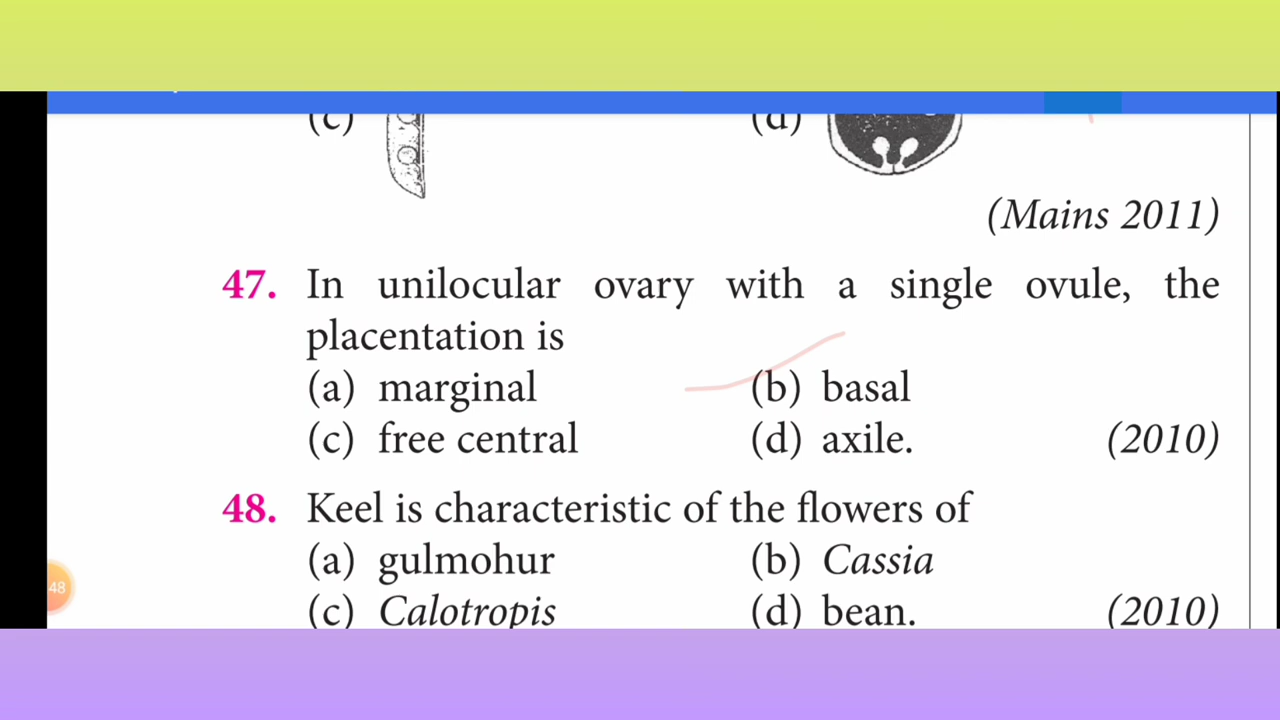 (c) (d)
(Mains 2011)
47. In unilocular ovary with a single ovule, the
placentation is
(a) marginal (b) basal
(c) free central (d) axile. (2010)
48. Keel is characteristic of the flowers of
(a) gulmohur (b) Cassia
48
(c) Calotropis (d) bean. (2010)